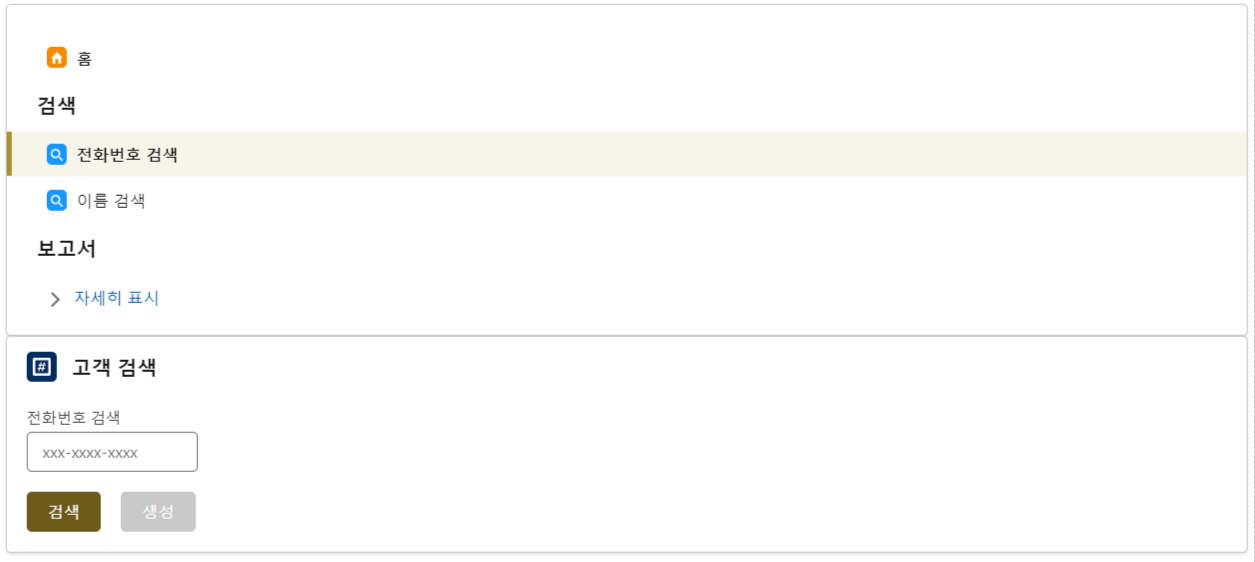 홈
검색
전화번호 검색
이름 검색
보고서
자세히 표시
# 고객 검색
전화번호 검색
xxx-xxxx-xxxx
검색 생성